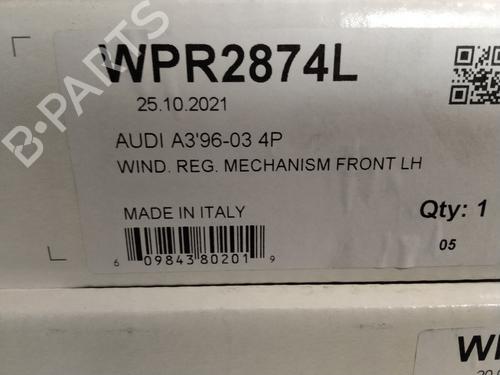 WPR2874L
25.10.2021
AUDI A3'96-03 4P
WIND. REG. MECHANISM FRONT LH
MADE IN ITALY
Qty: 1
05
6 09843 80201 9
B-PARTS